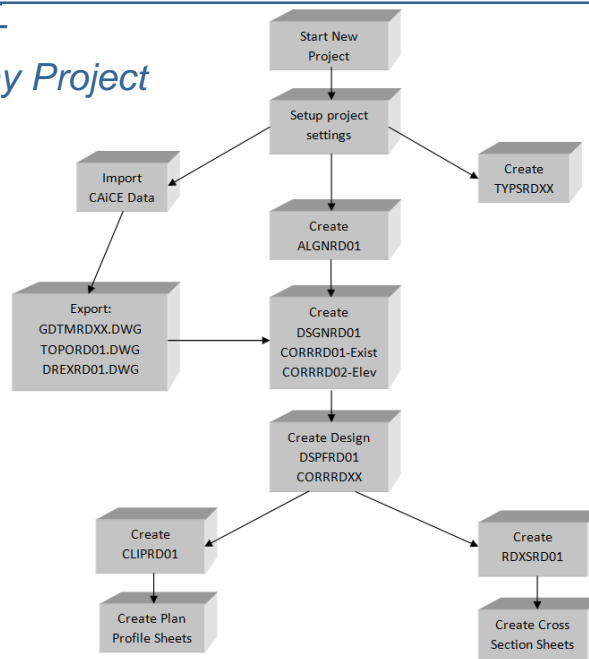 y Project
Start New
Project
Setup project
settings
Import
CAiCE Data
Create
TYPSRDXX
Create
ALGNRD01
Export:
GDTMRDXX.DWG
TOPORD01.DWG
DREXRD01.DWG
Create
DSGNRD01
CORRRD01-Exist
CORRRD02-Elev
Create Design
DSPFRD01
CORRRDXX
Create
CLIPRD01
Create
RDXSRD01
Create Plan
Profile Sheets
Create Cross
Section Sheets